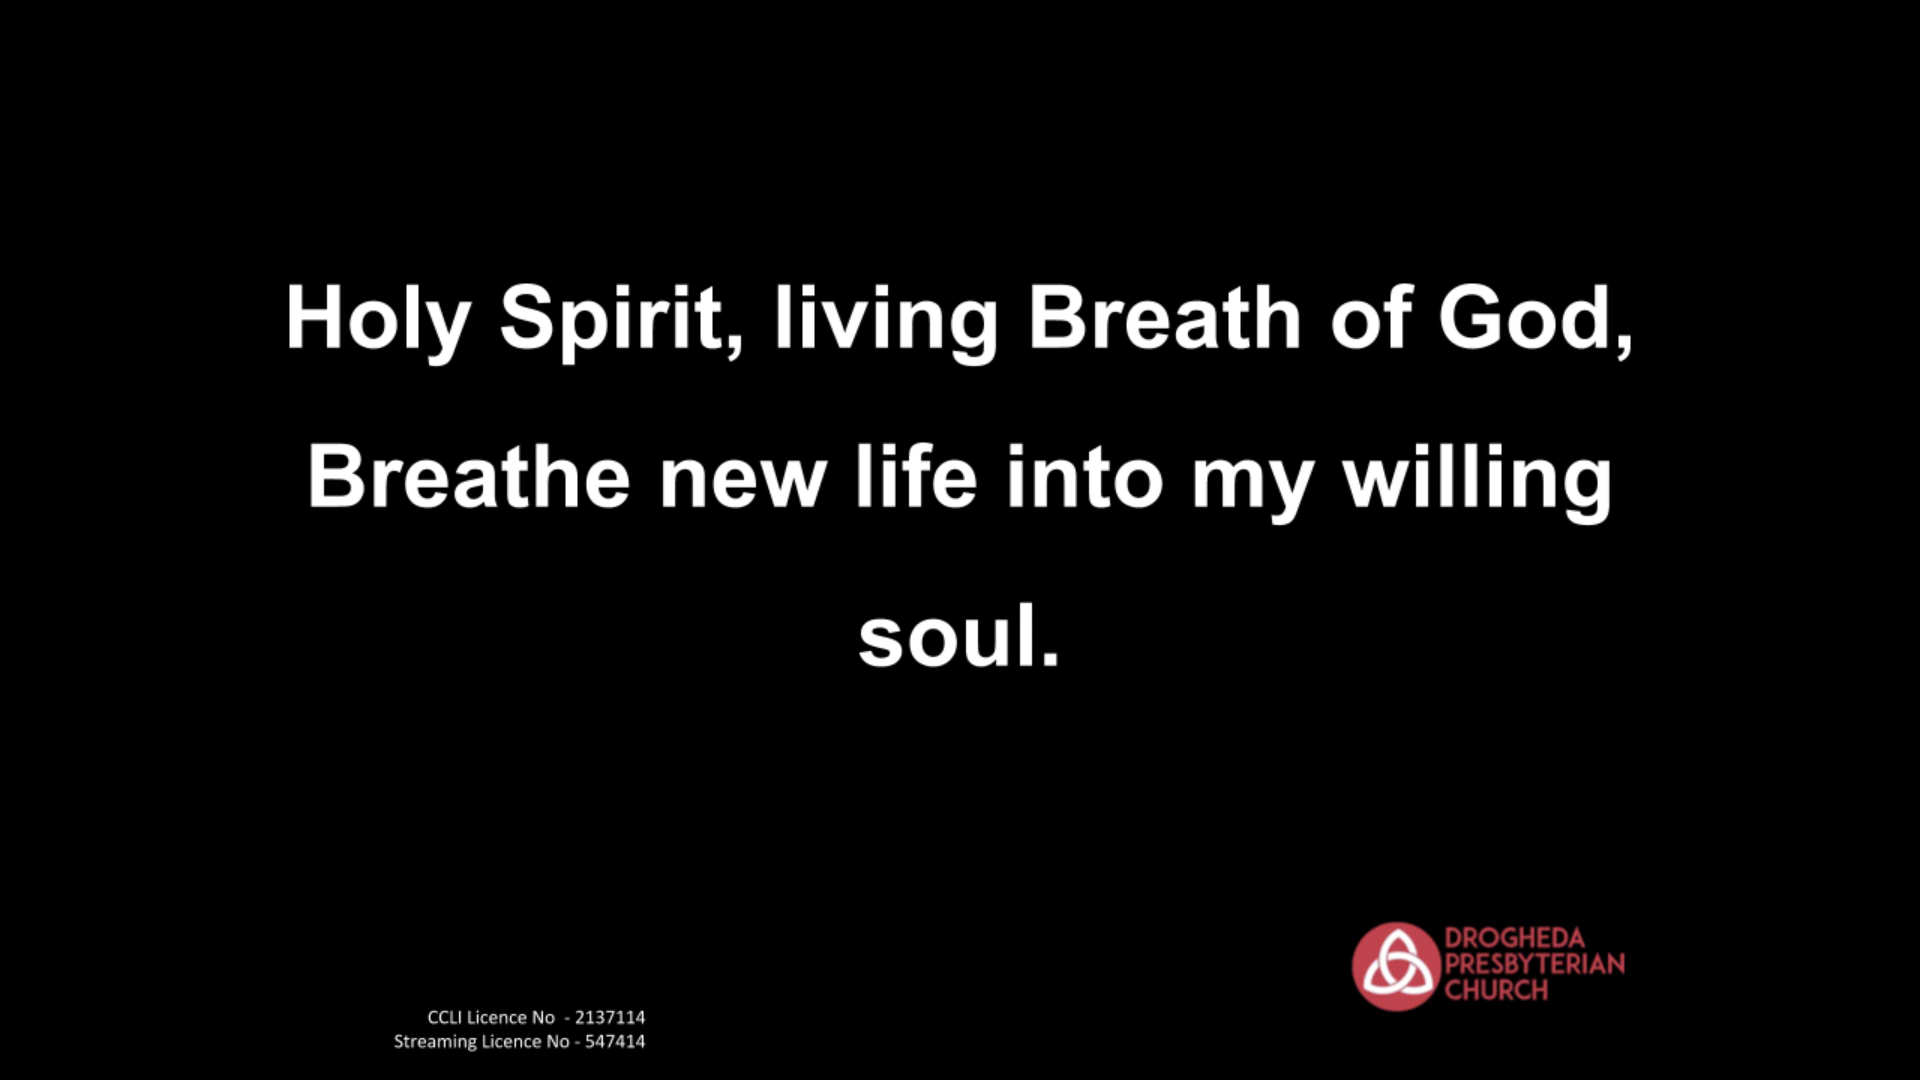 Holy Spirit, living Breath of God,
Breathe new life into my willing
soul.
DROGHEDA
PRESBYTERIAN
CHURCH
CCLI Licence No  - 2137114
Streaming Licence No - 547414